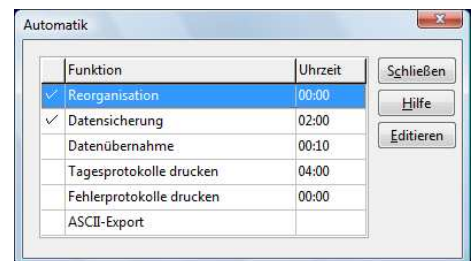 Automatik
Funktion Uhrzeit
Reorganisation 00:00
Datensicherung 02:00
Datenübernahme 00:10
Tagesprotokolle drucken 04:00
Fehlerprotokolle drucken 00:00
ASCII-Export
Schließen
Hilfe
Editieren